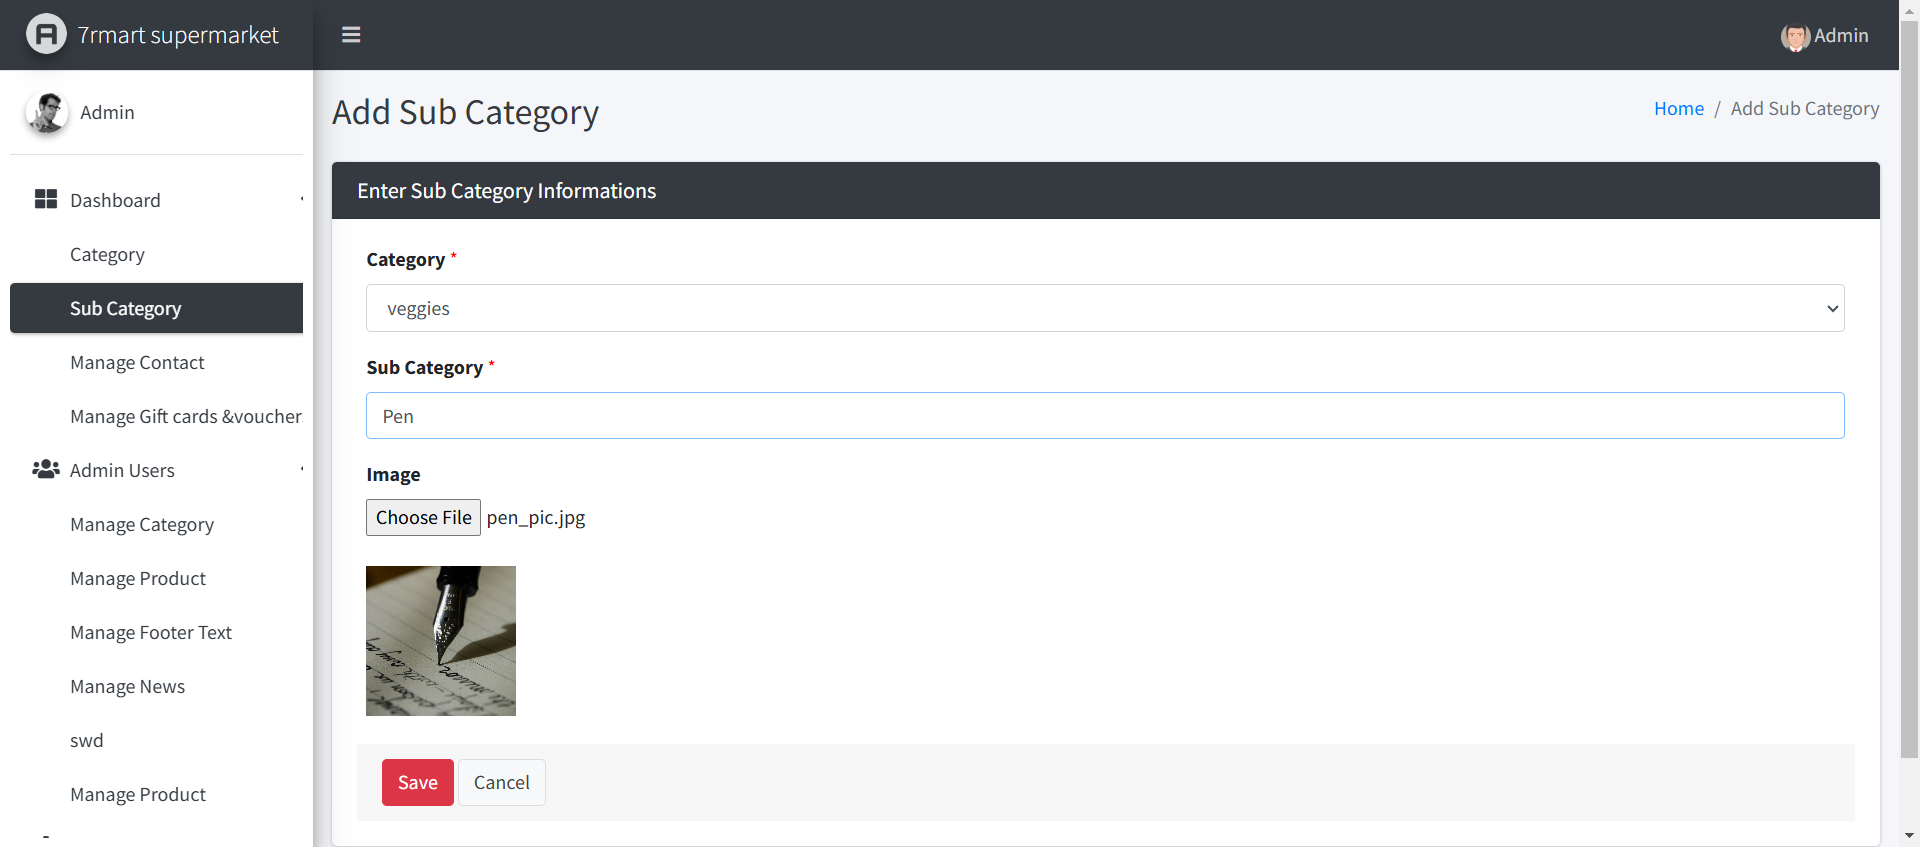 7rmart supermarket
Admin
Admin
Dashboard
Category
Sub Category
Manage Contact
Manage Gift cards &voucher
Admin Users
Manage Category
Manage Product
Manage Footer Text
Manage News
swd
Manage Product
Add Sub Category
Home / Add Sub Category
Enter Sub Category Informations
Category *
veggies
Sub Category *
Pen
Image
Choose File pen_pic.jpg
Save Cancel